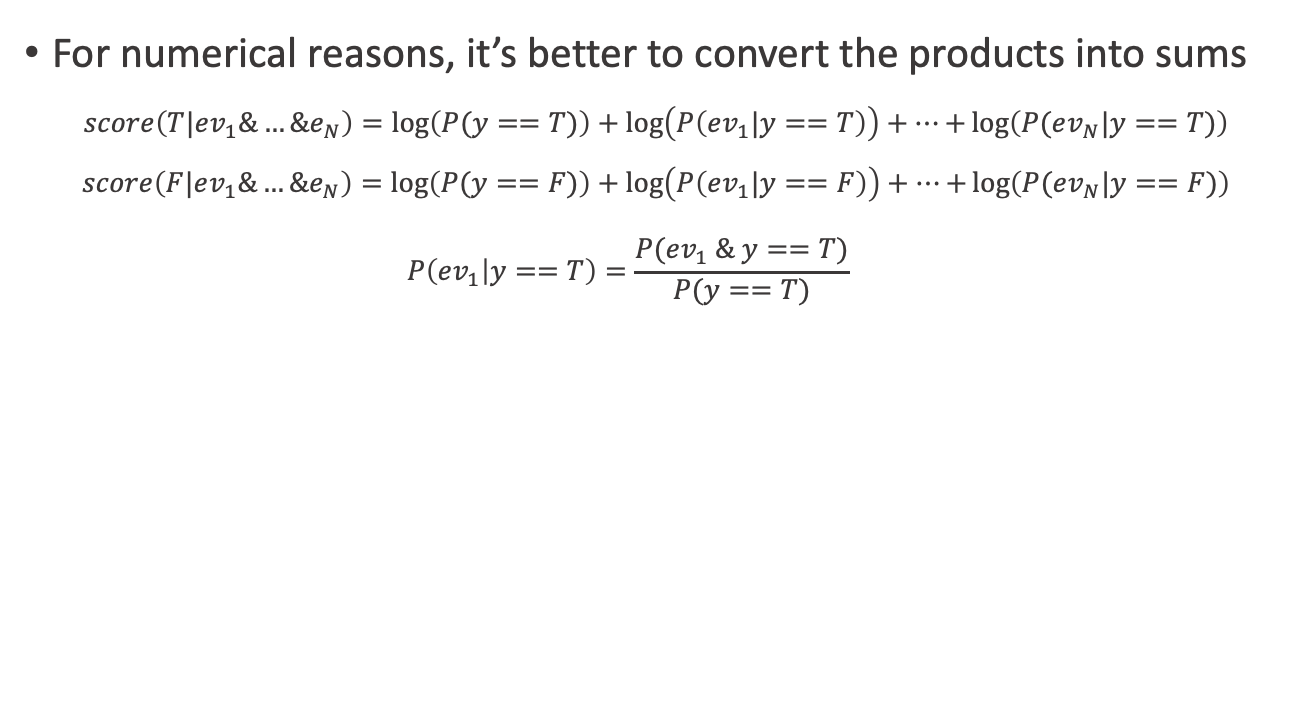 • For numerical reasons, it’s better to convert the products into sums
score(T|ev₁& … &e_N) = log(P(y == T)) + log(P(ev₁|y == T)) + ⋯ + log(P(ev_N|y == T))
score(F|ev₁& … &e_N) = log(P(y == F)) + log(P(ev₁|y == F)) + ⋯ + log(P(ev_N|y == F))
P(ev₁|y == T) = P(ev₁ & y == T) / P(y == T)